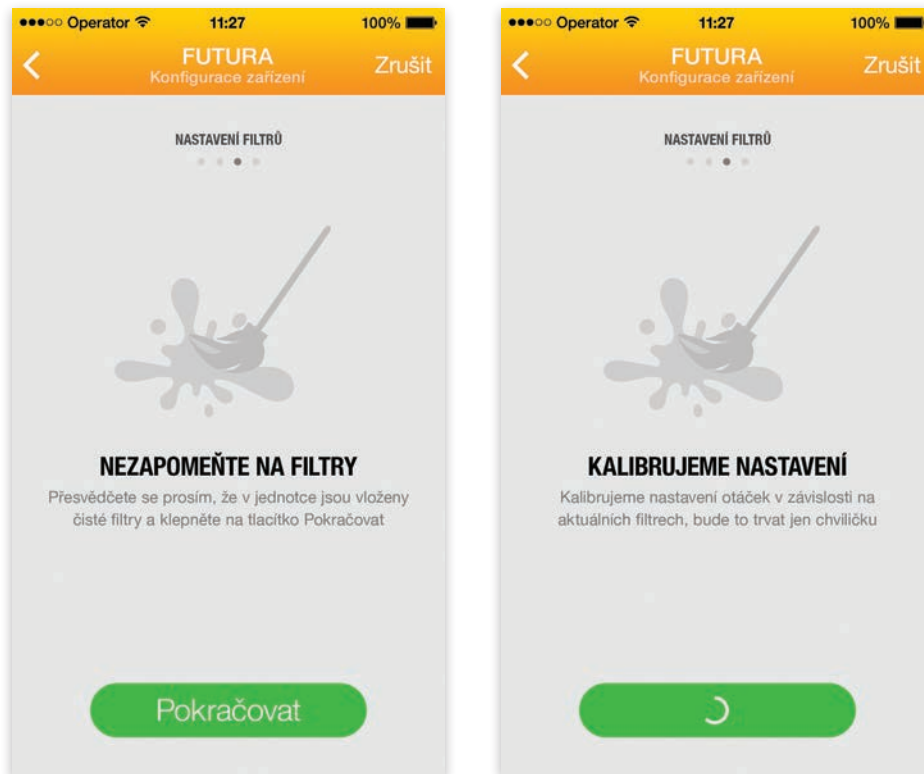 Operator 11:27 100%
FUTURA
Konfigurace zařízení
Zrušit
NASTAVENÍ FILTRŮ
NEZAPOMEŇTE NA FILTRY
Přesvědčete se prosím, že v jednotce jsou vloženy
čisté filtry a klepněte na tlacítko Pokračovat
Pokračovat
Operator 11:27 100%
FUTURA
Konfigurace zařízení
Zrušit
NASTAVENÍ FILTRŮ
KALIBRUJEME NASTAVENÍ
Kalibrujeme nastavení otáček v závislosti na
aktuálních filtrech, bude to trvat jen chviličku